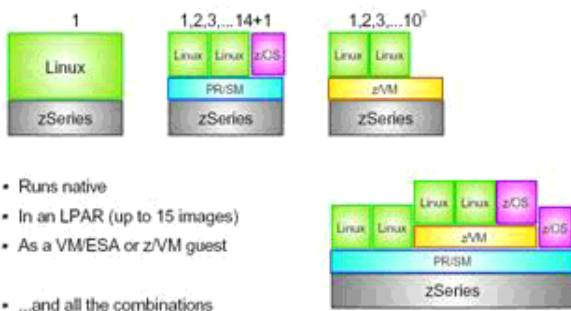 1
Linux
zSeries
1,2,3,...14+1
Linux Linux z/OS
PR/SM
zSeries
1,2,3,...10³
Linux Linux
z/VM
zSeries
• Runs native
• In an LPAR (up to 15 images)
• As a VM/ESA or z/VM guest
• ...and all the combinations
Linux Linux z/OS
Linux Linux z/VM z/OS
PR/SM
zSeries